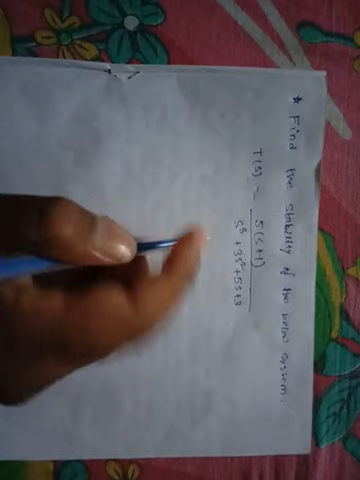 * Find the stability of the below system.
T(s) = 5(s+1)
s³ + 3s² + 5s + 3